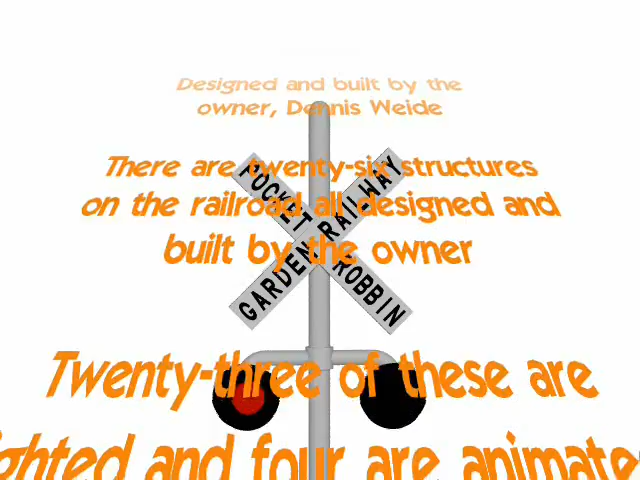 Designed and built by the
owner, Dennis Weide
There are twenty-six structures
on the railroad all designed and
built by the owner
POCKET ROBBIN
GARDEN RAILWAY
Twenty-three of these are
and four are